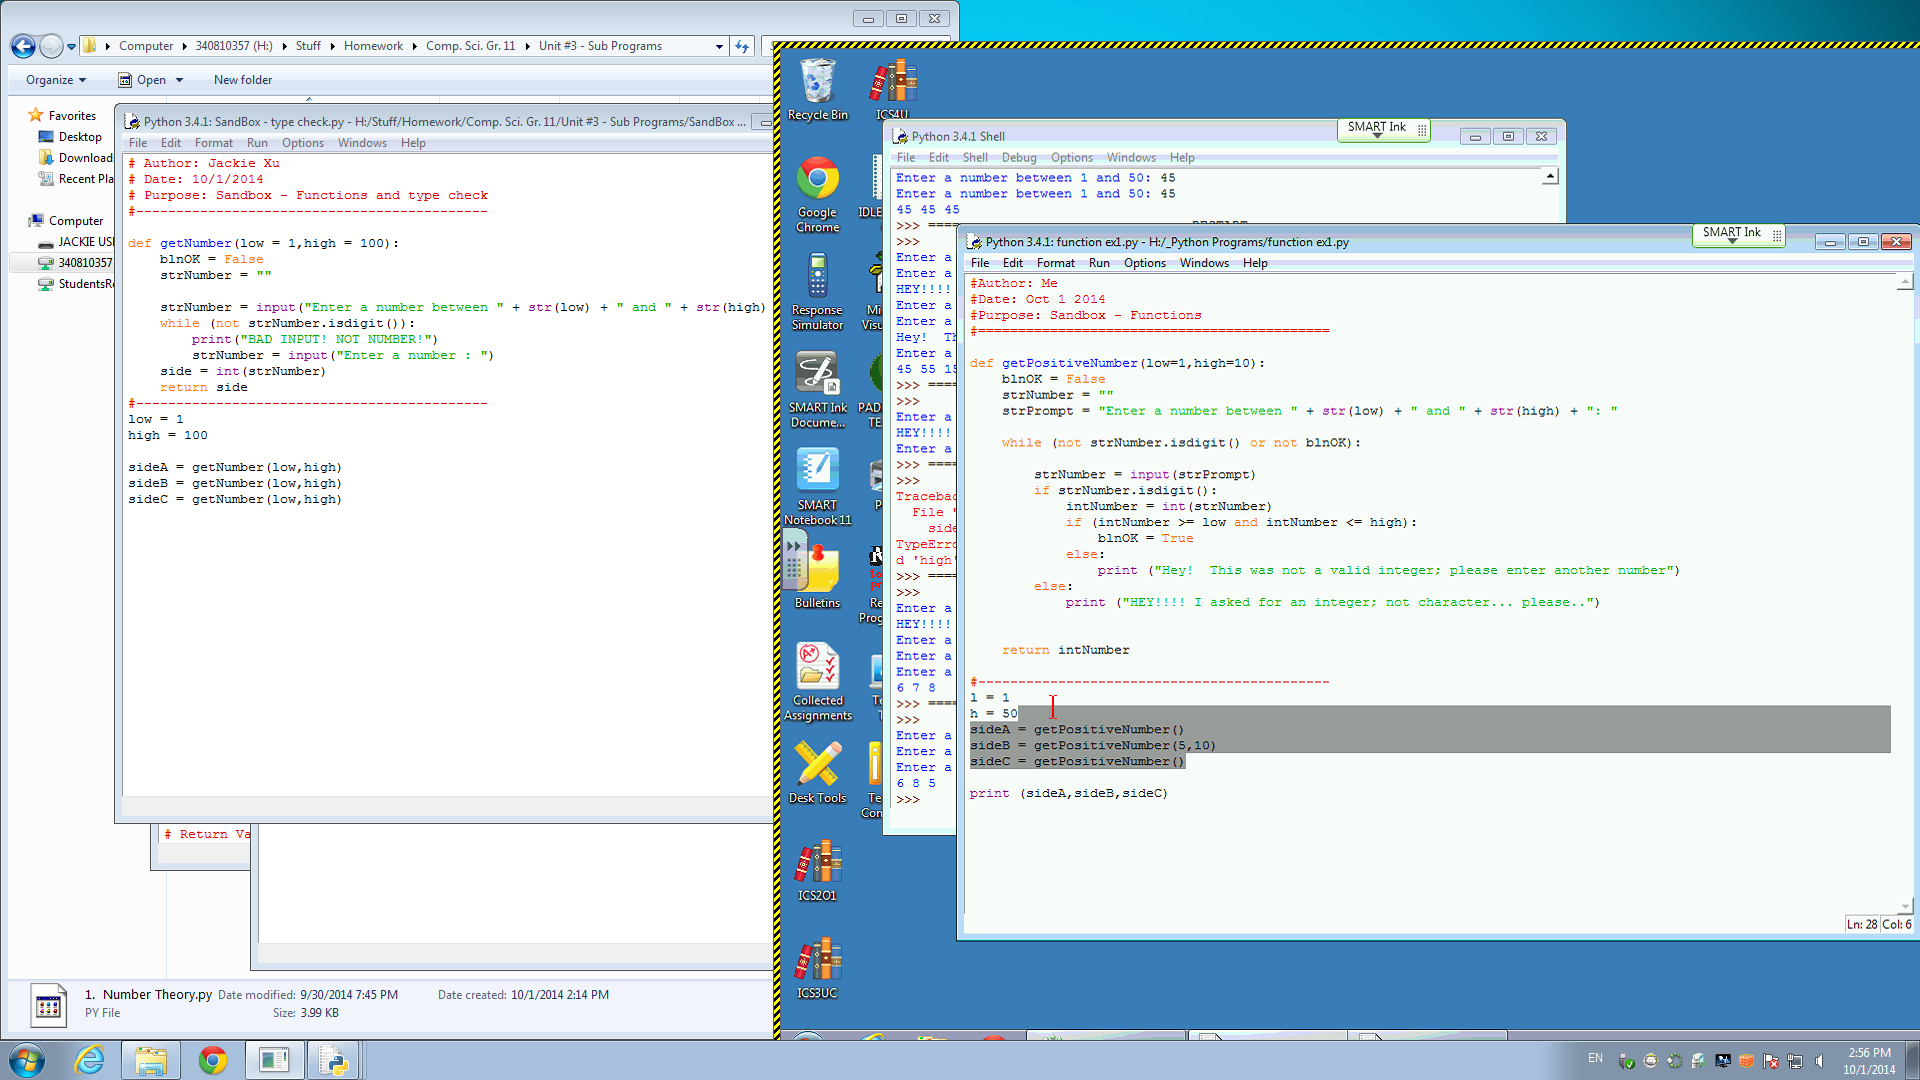 Computer ▸ 340810357 (H:) ▸ Stuff ▸ Homework ▸ Comp. Sci. Gr. 11 ▸ Unit #3 - Sub Programs
Organize
Open
New folder
Favorites
Desktop
Download
Recent Pla
Computer
JACKIE US
340810357
StudentsR
Python 3.4.1: SandBox - type check.py - H:/Stuff/Homework/Comp. Sci. Gr. 11/Unit #3 - Sub Programs/SandBox ...
File Edit Format Run Options Windows Help
# Author: Jackie Xu
# Date: 10/1/2014
# Purpose: Sandbox - Functions and type check
#--------------------------------------------
def getNumber(low = 1,high = 100):
    blnOK = False
    strNumber = ""
    strNumber = input("Enter a number between " + str(low) + " and " + str(high)
    while (not strNumber.isdigit()):
        print("BAD INPUT! NOT NUMBER!")
        strNumber = input("Enter a number : ")
    side = int(strNumber)
    return side
#--------------------------------------------
low = 1
high = 100
sideA = getNumber(low,high)
sideB = getNumber(low,high)
sideC = getNumber(low,high)
# Return Va
1. Number Theory.py
PY File
Date modified: 9/30/2014 7:45 PM
Size: 3.99 KB
Date created: 10/1/2014 2:14 PM
Recycle Bin
ICS4U
Google Chrome
IDLE
Response Simulator
SMART Ink Docume...
SMART Notebook 11
Bulletins
Collected Assignments
Desk Tools
ICS2O1
ICS3UC
Python 3.4.1 Shell
SMART Ink
File Edit Shell Debug Options Windows Help
Enter a number between 1 and 50: 45
Enter a number between 1 and 50: 45
45 45 45
>>> ====
>>>
Enter a
Enter a
HEY!!!!
Enter a
Enter a
Hey!  Th
Enter a
45 55 15
>>> ====
>>>
Enter a
HEY!!!!
Enter a
>>> ====
>>>
Traceba
  File "
    side
TypeErro
d 'high'
>>> ====
>>>
Enter a
HEY!!!!
Enter a
Enter a
Enter a
6 7 8
>>> ====
>>>
Enter a
Enter a
Enter a
6 8 5
>>>
Python 3.4.1: function ex1.py - H:/_Python Programs/function ex1.py
SMART Ink
File Edit Format Run Options Windows Help
#Author: Me
#Date: Oct 1 2014
#Purpose: Sandbox - Functions
#============================================
def getPositiveNumber(low=1,high=10):
    blnOK = False
    strNumber = ""
    strPrompt = "Enter a number between " + str(low) + " and " + str(high) + ": "
    while (not strNumber.isdigit() or not blnOK):
        strNumber = input(strPrompt)
        if strNumber.isdigit():
            intNumber = int(strNumber)
            if (intNumber >= low and intNumber <= high):
                blnOK = True
            else:
                print ("Hey!  This was not a valid integer; please enter another number")
        else:
            print ("HEY!!!! I asked for an integer; not character... please..")
    return intNumber
#--------------------------------------------
l = 1
h = 50
sideA = getPositiveNumber()
sideB = getPositiveNumber(5,10)
sideC = getPositiveNumber()
print (sideA,sideB,sideC)
Ln: 28 Col: 6
EN
2:56 PM
10/1/2014